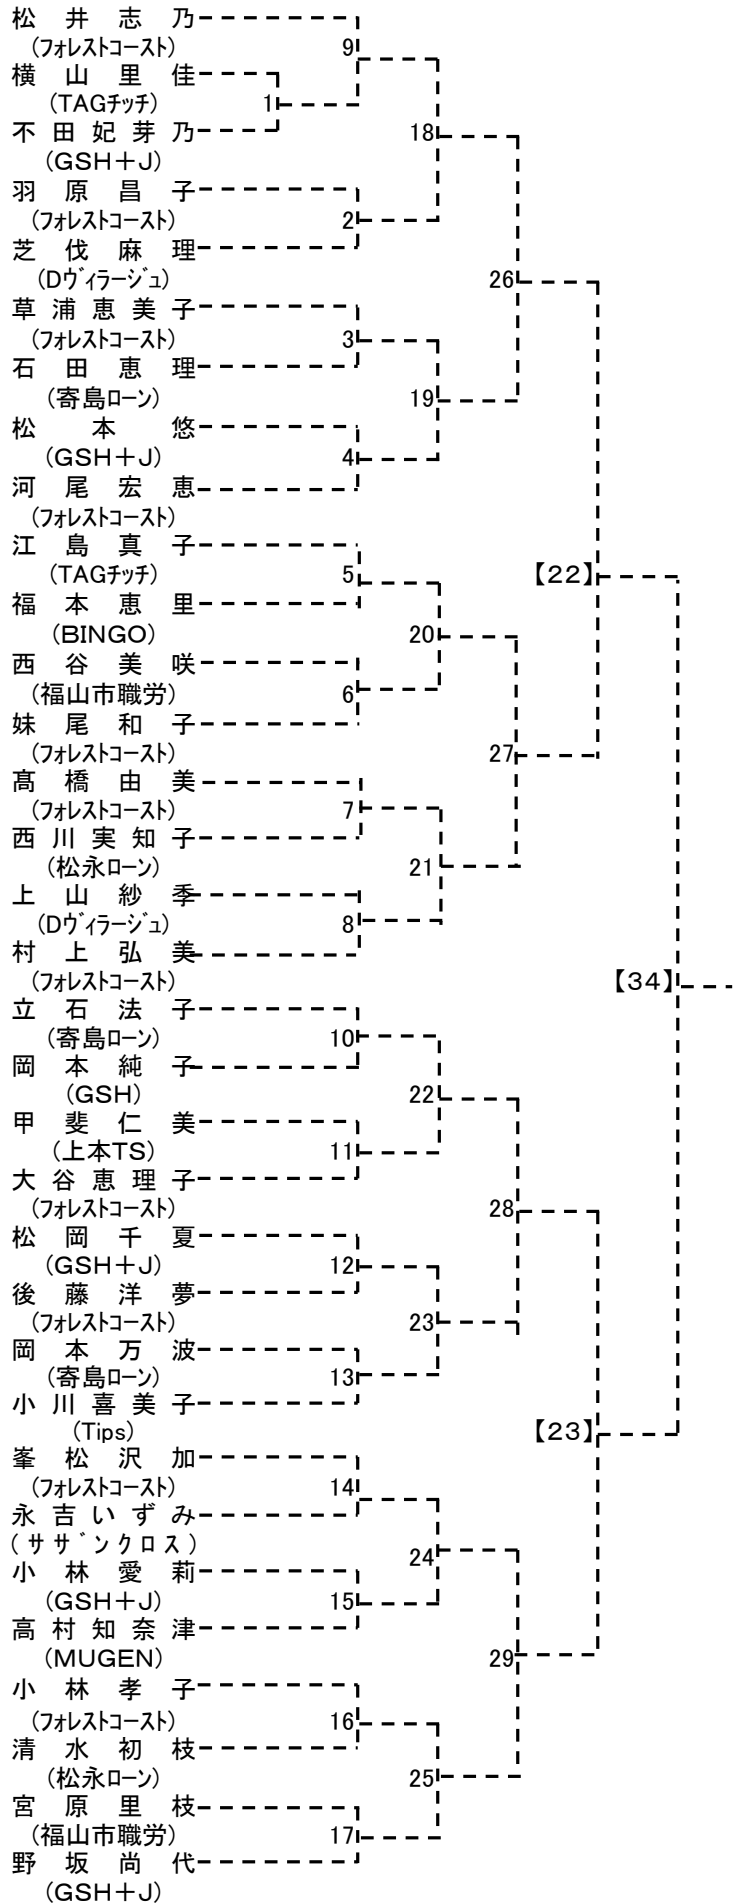 松井志乃
(フォレストコースト) 9
横山里佳
(TAGチッチ) 1
不田妃芽乃 18
(GSH＋J)
羽原昌子
(フォレストコースト) 2
芝伐麻理
(Dヴィラージュ) 26
草浦恵美子
(フォレストコースト) 3
石田恵理
(寄島ローン) 19
松本悠
(GSH＋J) 4
河尾宏恵
(フォレストコースト)
江島真子
(TAGチッチ) 5 【22】
福本恵里
(BINGO) 20
西谷美咲
(福山市職労) 6
妹尾和子
(フォレストコースト) 27
髙橋由美
(フォレストコースト) 7
西川実知子
(松永ローン) 21
上山紗季
(Dヴィラージュ) 8
村上弘美
(フォレストコースト) 【34】
立石法子
(寄島ローン) 10
岡本純子
(GSH) 22
甲斐仁美
(上本TS) 11
大谷恵理子
(フォレストコースト) 28
松岡千夏
(GSH＋J) 12
後藤洋夢
(フォレストコースト) 23
岡本万波
(寄島ローン) 13
小川喜美子
(Tips) 【23】
峯松沢加
(フォレストコースト) 14
永吉いずみ
(ササザンクロス) 24
小林愛莉
(GSH＋J) 15
高村知奈津
(MUGEN) 29
小林孝子
(フォレストコースト) 16
清水初枝
(松永ローン) 25
宮原里枝
(福山市職労) 17
野坂尚代
(GSH＋J)